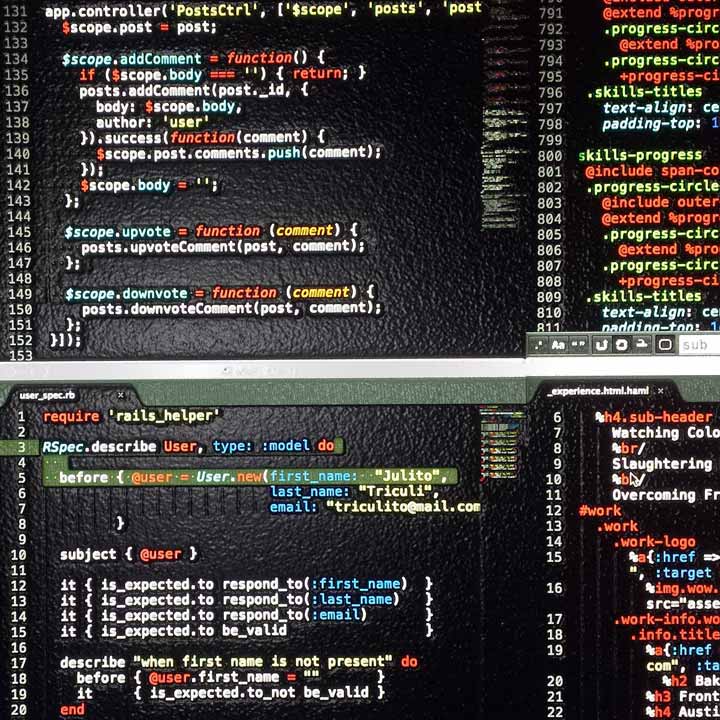 131 app.controller('PostsCtrl', ['$scope', 'posts', 'post
132 $scope.post = post;
133
134 $scope.addComment = function() {
135 if ($scope.body === '') { return; }
136 posts.addComment(post._id, {
137 body: $scope.body,
138 author: 'user'
139 }).success(function(comment) {
140 $scope.post.comments.push(comment);
141 });
142 $scope.body = '';
143 };
144
145 $scope.upvote = function (comment) {
146 posts.upvoteComment(post, comment);
147 };
148
149 $scope.downvote = function (comment) {
150 posts.downvoteComment(post, comment);
151 };
152 }]);
153
791 @extend %progr
792 .progress-circ
793 @extend %prog
794 .progress-circ
795 +progress-ci
796 .skills-titles
797 text-align: ce
798 padding-top: 1
799
800 skills-progress
801 @include span-co
802 .progress-circle
803 @include outer
804 @extend %progr
805 .progress-circ
806 @extend %prog
807 .progress-circ
808 +progress-ci
809 .skills-titles
810 text-align: cen
811 padding-top: 1
.* Aa “” sub
user_spec.rb x
1 require 'rails_helper'
2
3 RSpec.describe User, type: :model do
4
5 before { @user = User.new(first_name: "Julito",
6 last_name: "Triculi",
7 email: "triculito@mail.com
8 }
9
10 subject { @user }
11
12 it { is_expected.to respond_to(:first_name) }
13 it { is_expected.to respond_to(:last_name) }
14 it { is_expected.to respond_to(:email) }
15 it { is_expected.to be_valid }
16
17 describe "when first name is not present" do
18 before { @user.first_name = "" }
19 it { is_expected.to_not be_valid }
20 end
_experience.html.haml x
6 %h4.sub-header
7 Watching Colo
8 %br/
9 Slaughtering
10 %br/
11 Overcoming Fr
12 #work
13 .work
14 .work-logo
15 %a{:href =>
", :target
16 %img.wow.
src="asse
17 .work-info.wo
18 .info.title
19 %a{:href
com", :ta
20 %h2 Bak
21 %h3 Front
22 %h4 Austi